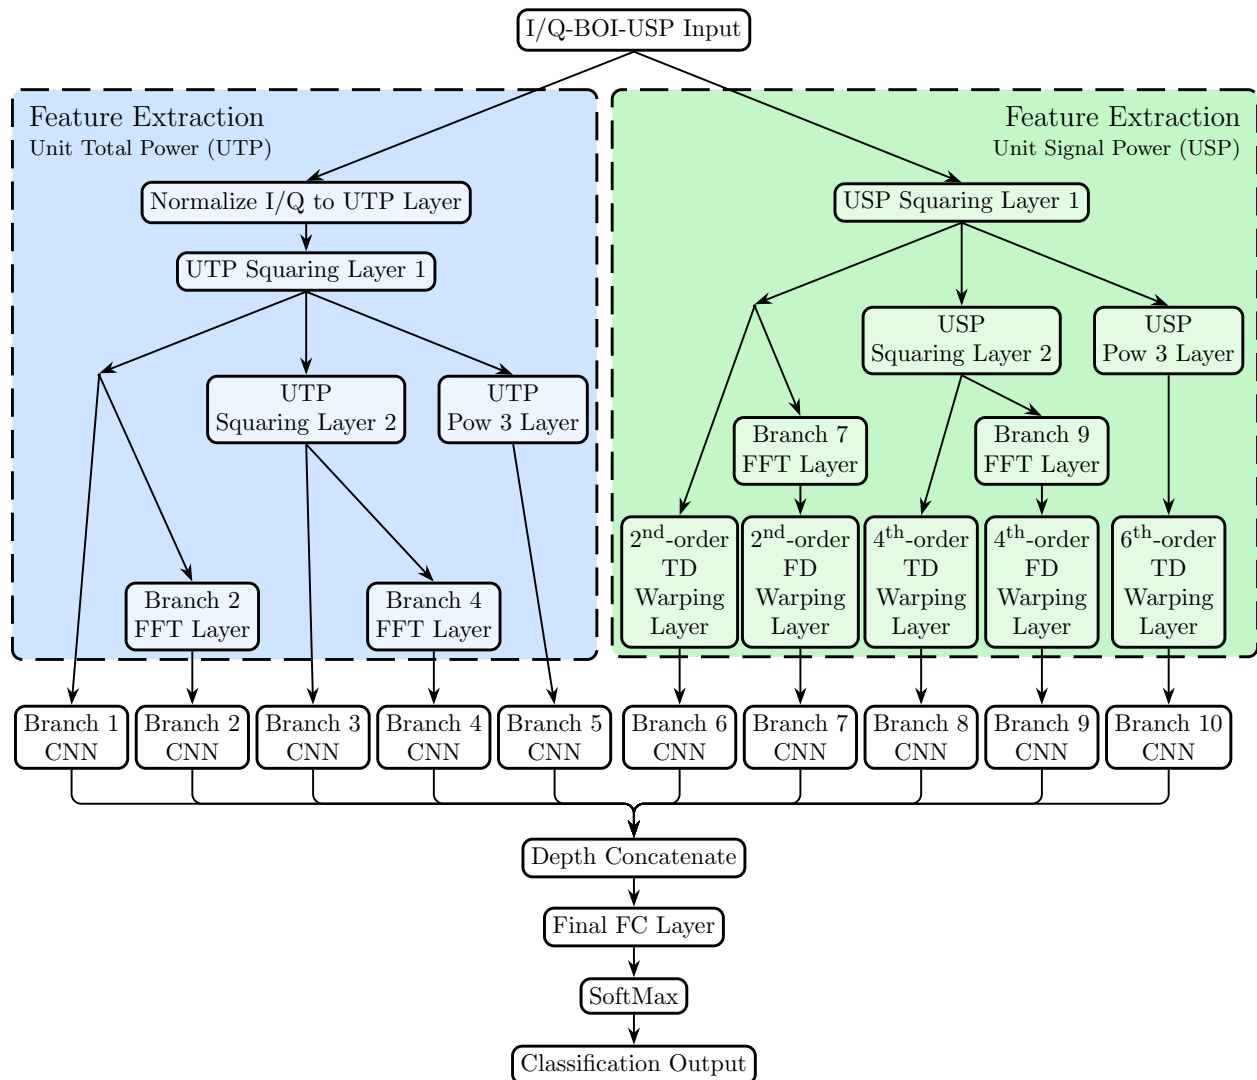 I/Q-BOI-USP Input
Feature Extraction
Unit Total Power (UTP)
Feature Extraction
Unit Signal Power (USP)
Normalize I/Q to UTP Layer
USP Squaring Layer 1
UTP Squaring Layer 1
USP
Squaring Layer 2
USP
Pow 3 Layer
UTP
Squaring Layer 2
UTP
Pow 3 Layer
Branch 7
FFT Layer
Branch 9
FFT Layer
2nd-order
TD
Warping
Layer
2nd-order
FD
Warping
Layer
4th-order
TD
Warping
Layer
4th-order
FD
Warping
Layer
6th-order
TD
Warping
Layer
Branch 2
FFT Layer
Branch 4
FFT Layer
Branch 1
CNN
Branch 2
CNN
Branch 3
CNN
Branch 4
CNN
Branch 5
CNN
Branch 6
CNN
Branch 7
CNN
Branch 8
CNN
Branch 9
CNN
Branch 10
CNN
Depth Concatenate
Final FC Layer
SoftMax
Classification Output